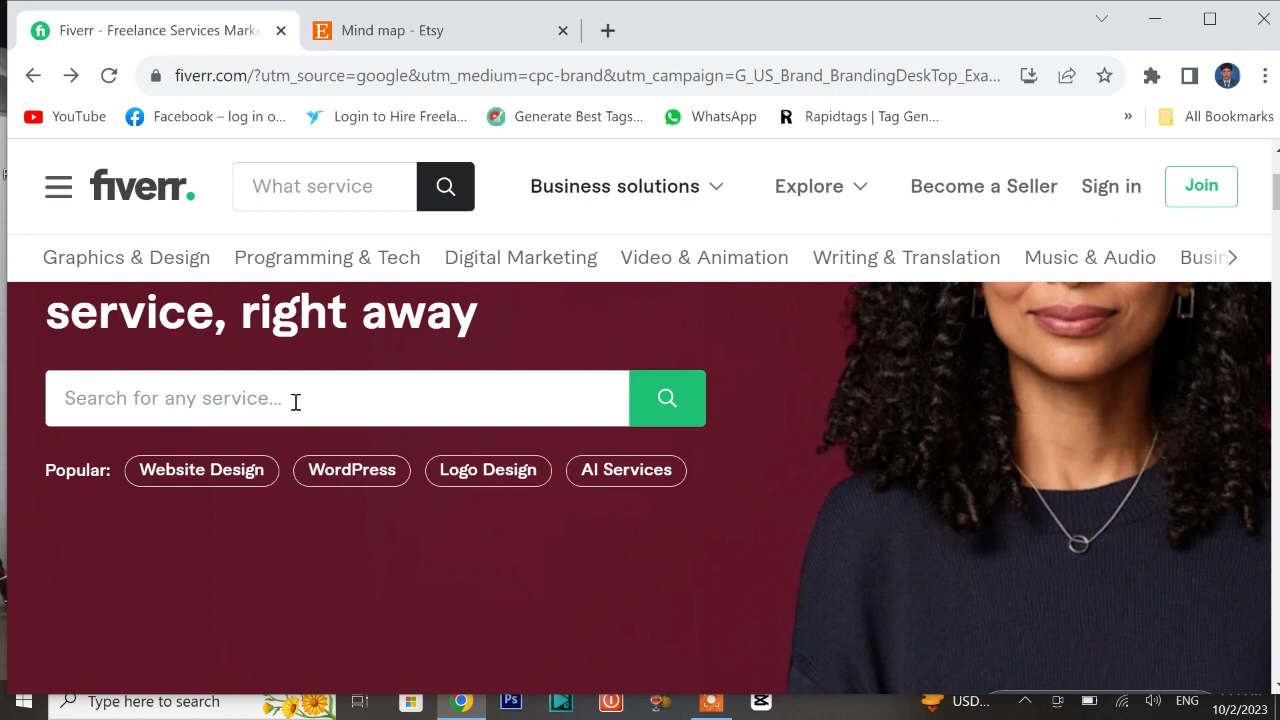 Fiverr - Freelance Services Mark
Mind map - Etsy
fiverr.com/?utm_source=google&utm_medium=cpc-brand&utm_campaign=G_US_Brand_BrandingDeskTop_Exa...
YouTube
Facebook – log in o...
Login to Hire Freela...
Generate Best Tags...
WhatsApp
Rapidtags | Tag Gen...
»
All Bookmarks
fiverr.
What service
Business solutions
Explore
Become a Seller
Sign in
Join
Graphics & Design
Programming & Tech
Digital Marketing
Video & Animation
Writing & Translation
Music & Audio
Busin
service, right away
Search for any service...
Popular:
Website Design
WordPress
Logo Design
AI Services
Type here to search
USD...
ENG
10/2/2023